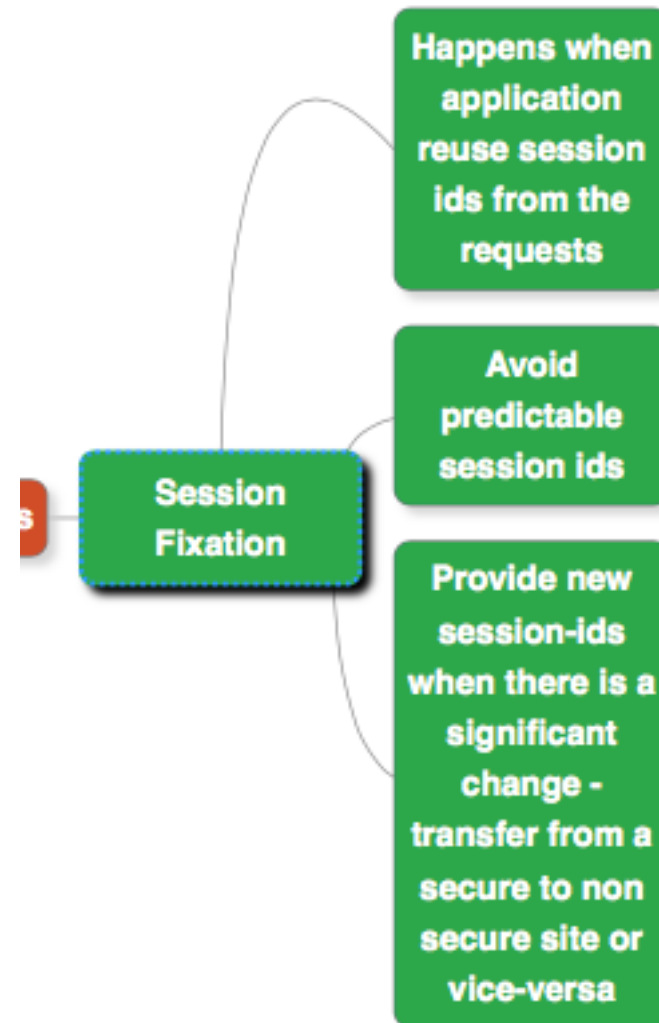 Happens when
application
reuse session
ids from the
requests
Avoid
predictable
session ids
s
Session
Fixation
Provide new
session-ids
when there is a
significant
change -
transfer from a
secure to non
secure site or
vice-versa